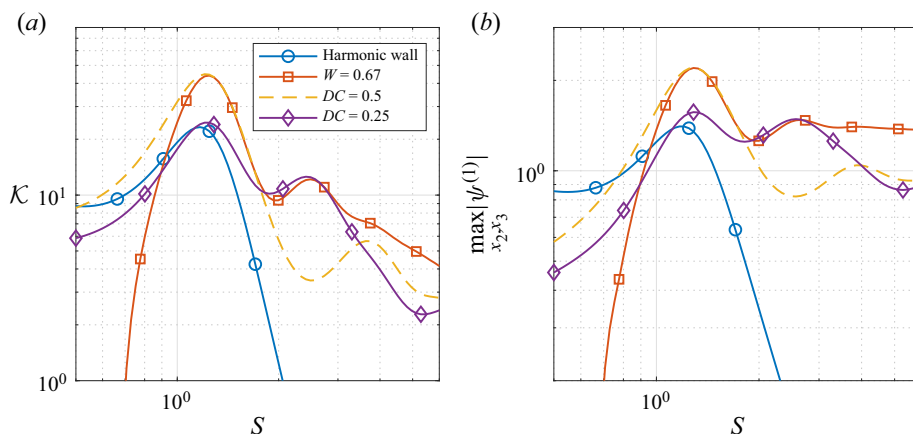 (a)
(b)
Harmonic wall
W = 0.67
DC = 0.5
DC = 0.25
10¹
𝒦
10⁰
10⁰
S
10⁰
max|ψ⁽¹⁾|
x₂x₃
10⁰
S